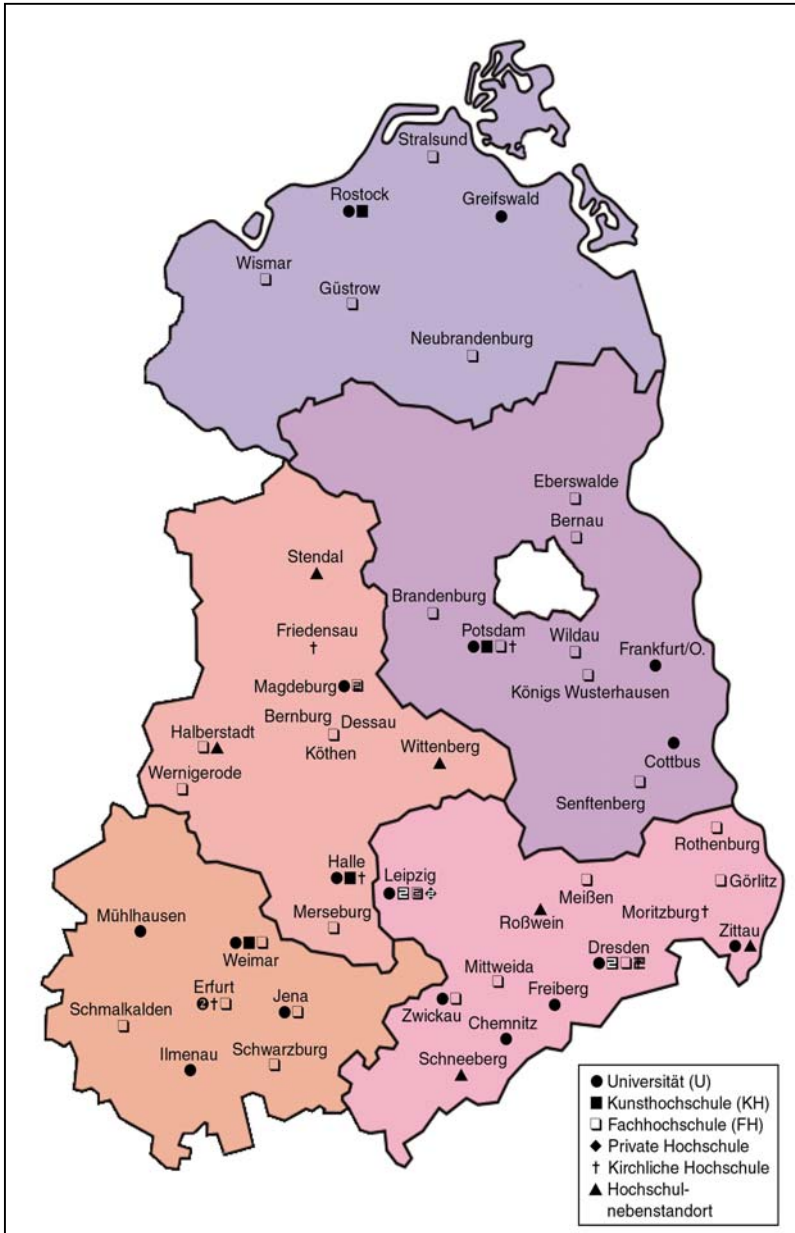 Stralsund
Rostock
Greifswald
Wismar
Güstrow
Neubrandenburg
Eberswalde
Bernau
Stendal
Brandenburg
Friedensau
Potsdam
Wildau
Frankfurt/O.
Magdeburg
Königs Wusterhausen
Bernburg
Dessau
Halberstadt
Köthen
Wittenberg
Cottbus
Wernigerode
Senftenberg
Rothenburg
Halle
Leipzig
Meißen
Görlitz
Mühlhausen
Merseburg
Roßwein
Moritzburg
Zittau
Weimar
Dresden
Mittweida
Erfurt
2
Jena
Freiberg
Schmalkalden
Zwickau
Chemnitz
Ilmenau
Schwarzburg
Schneeberg
Universität (U)
Kunsthochschule (KH)
Fachhochschule (FH)
Private Hochschule
Kirchliche Hochschule
Hochschul-
nebenstandort